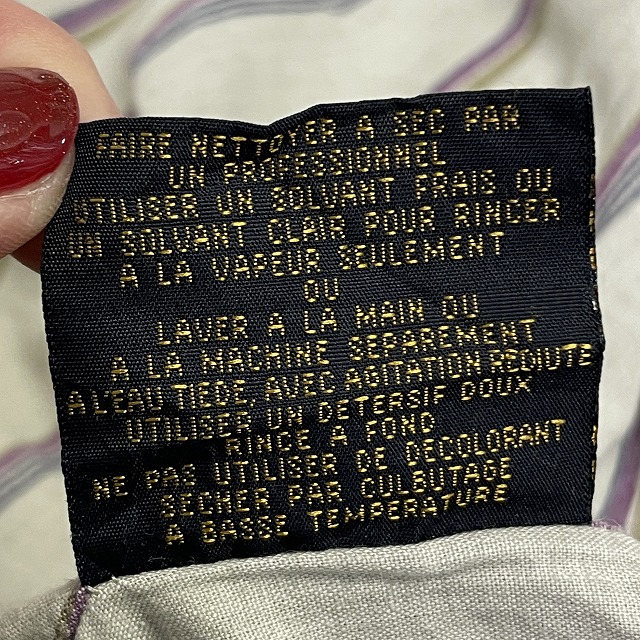 FAIRE NETTOYER A SEC PAR
UN PROFESSIONNEL
UTILISER UN SOLVANT FRAIS OU
UN SOLVANT CLAIR POUR RINCER
A LA VAPEUR SEULEMENT
OU
LAVER A LA MAIN OU
A LA MACHINE SEPAREMENT
A L'EAU TIEDE AVEC AGITATION REDIUTE
UTILISER UN DETERSIF DOUX
RINCE A FOND
NE PAS UTILISER DE DECOLORANT
SECHER PAR CULBUTAGE
A BASSE TEMPERATURE